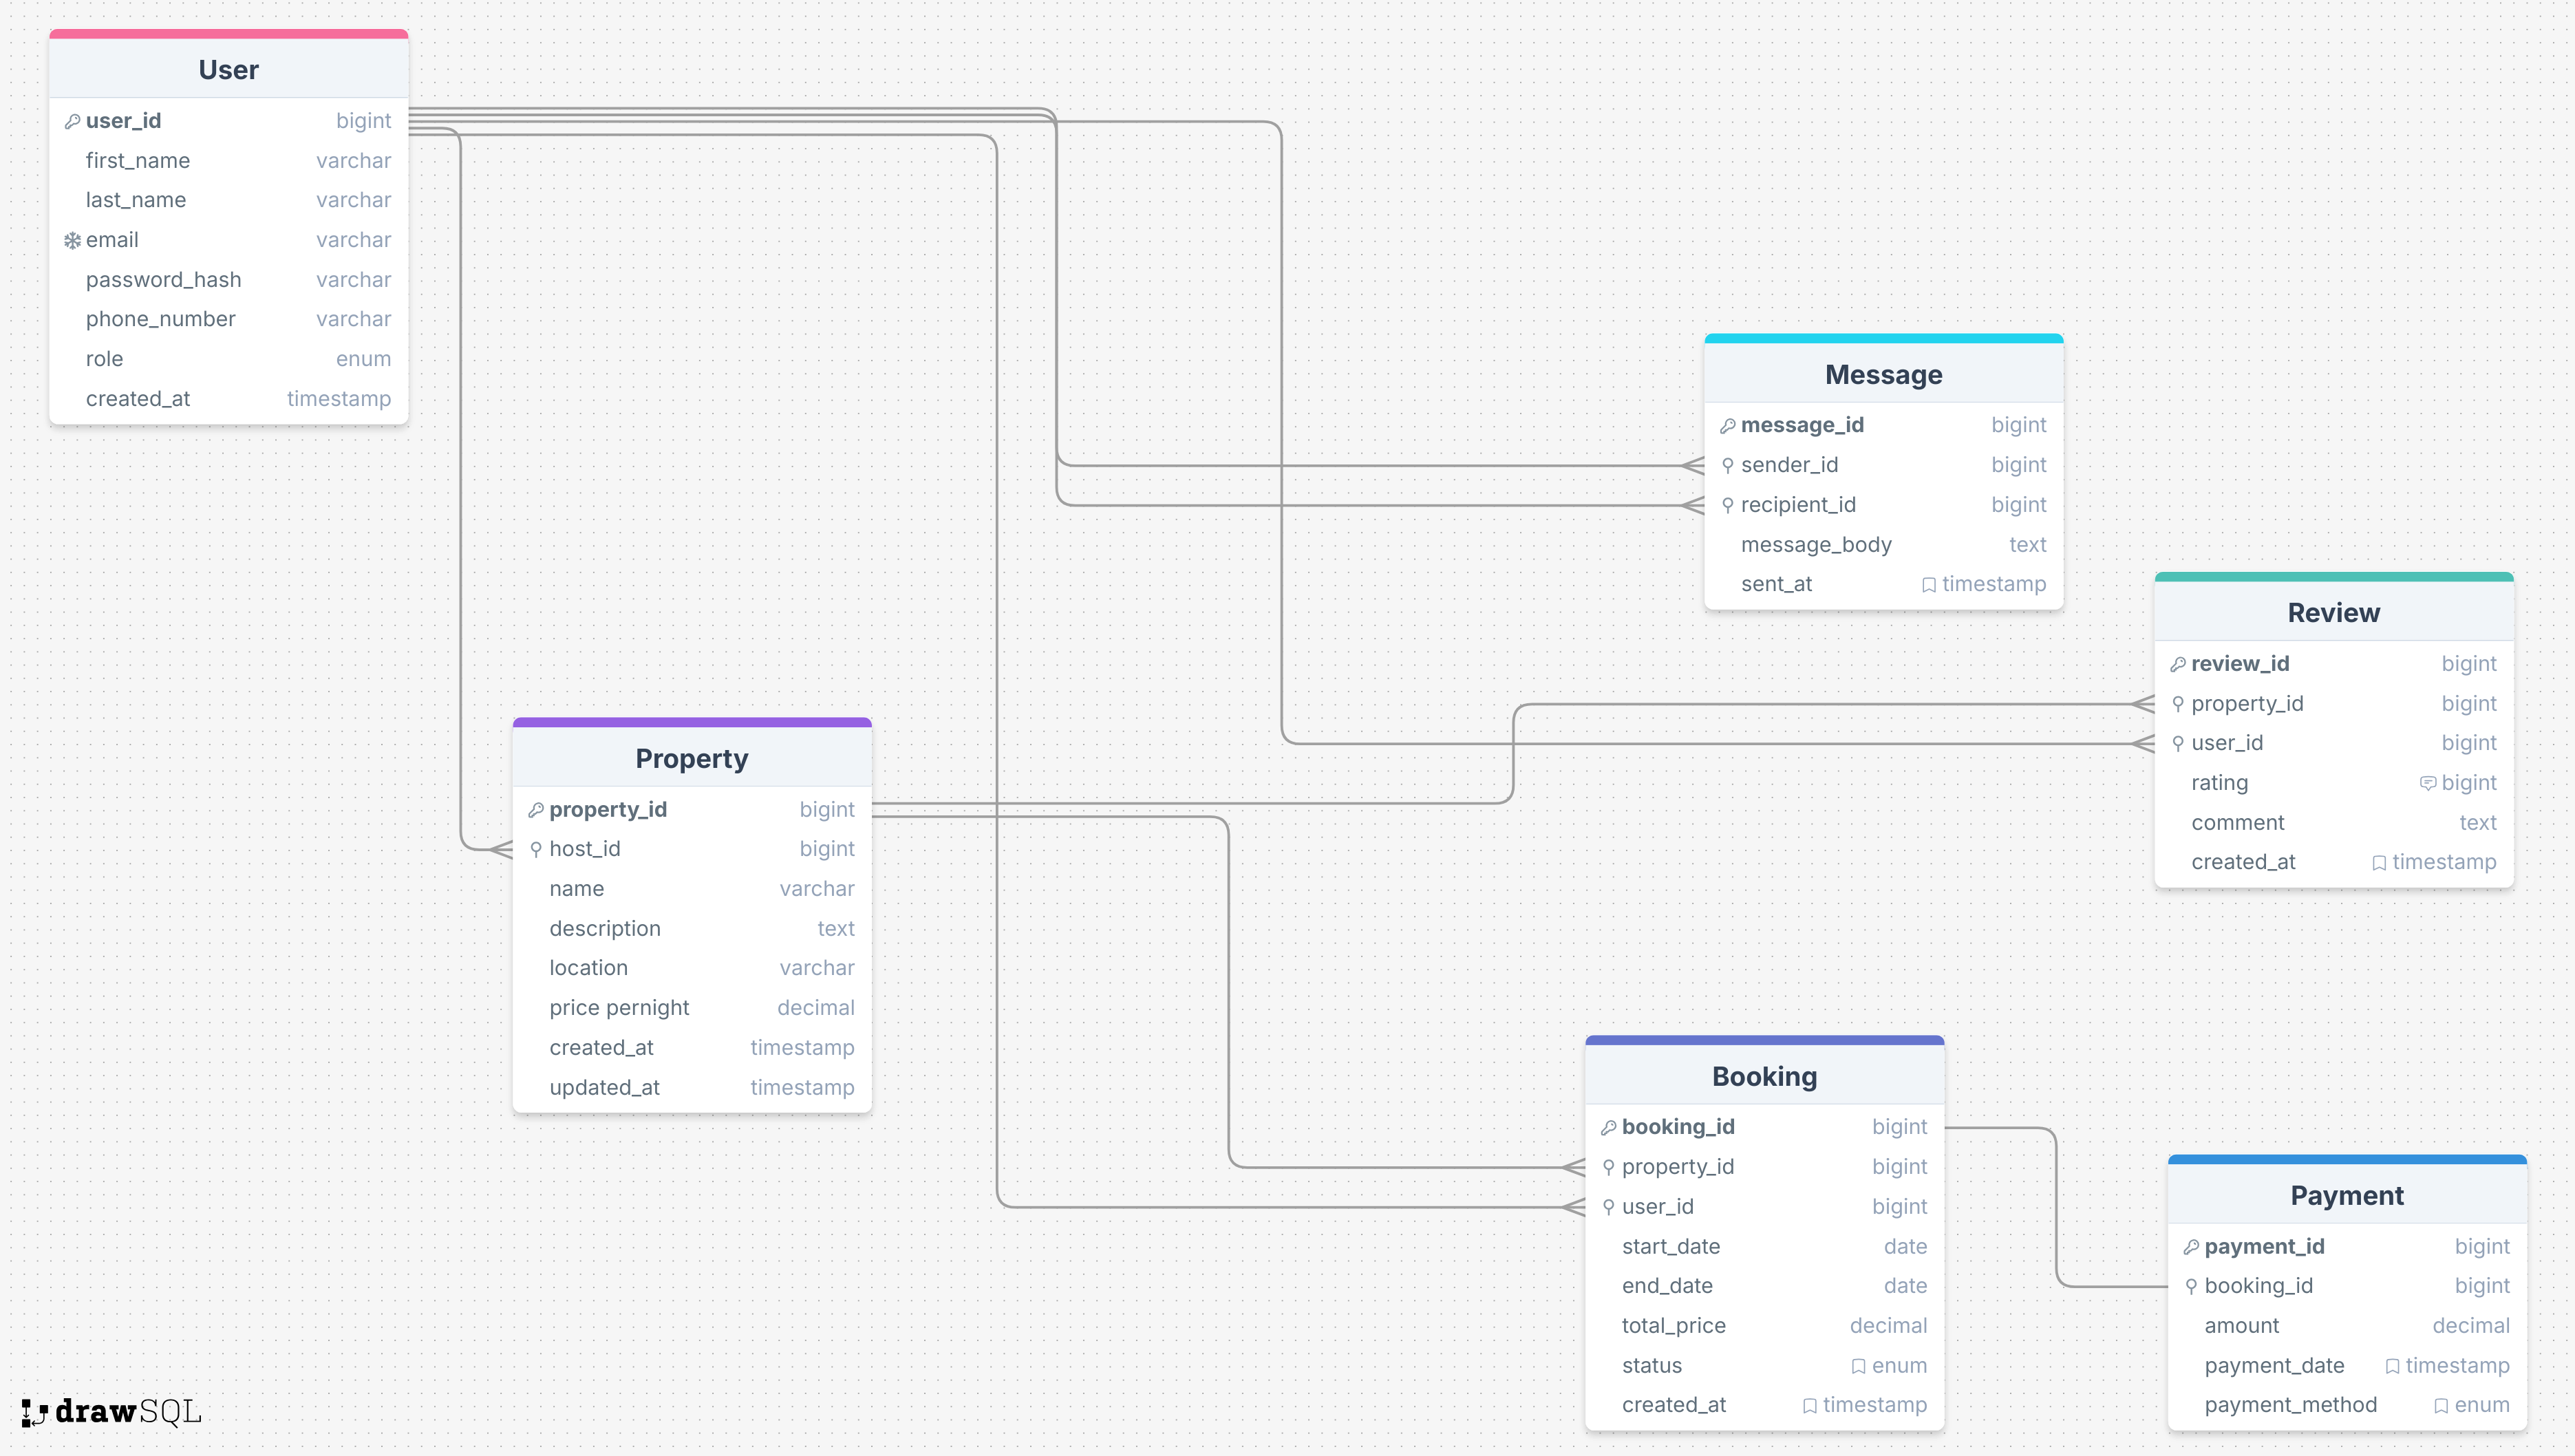 User
user_id bigint
first_name varchar
last_name varchar
email varchar
password_hash varchar
phone_number varchar
role enum
created_at timestamp
Message
message_id bigint
sender_id bigint
recipient_id bigint
message_body text
sent_at timestamp
Review
review_id bigint
property_id bigint
user_id bigint
rating bigint
comment text
created_at timestamp
Property
property_id bigint
host_id bigint
name varchar
description text
location varchar
price pernight decimal
created_at timestamp
updated_at timestamp
Booking
booking_id bigint
property_id bigint
user_id bigint
start_date date
end_date date
total_price decimal
status enum
created_at timestamp
Payment
payment_id bigint
booking_id bigint
amount decimal
payment_date timestamp
payment_method enum
drawSQL